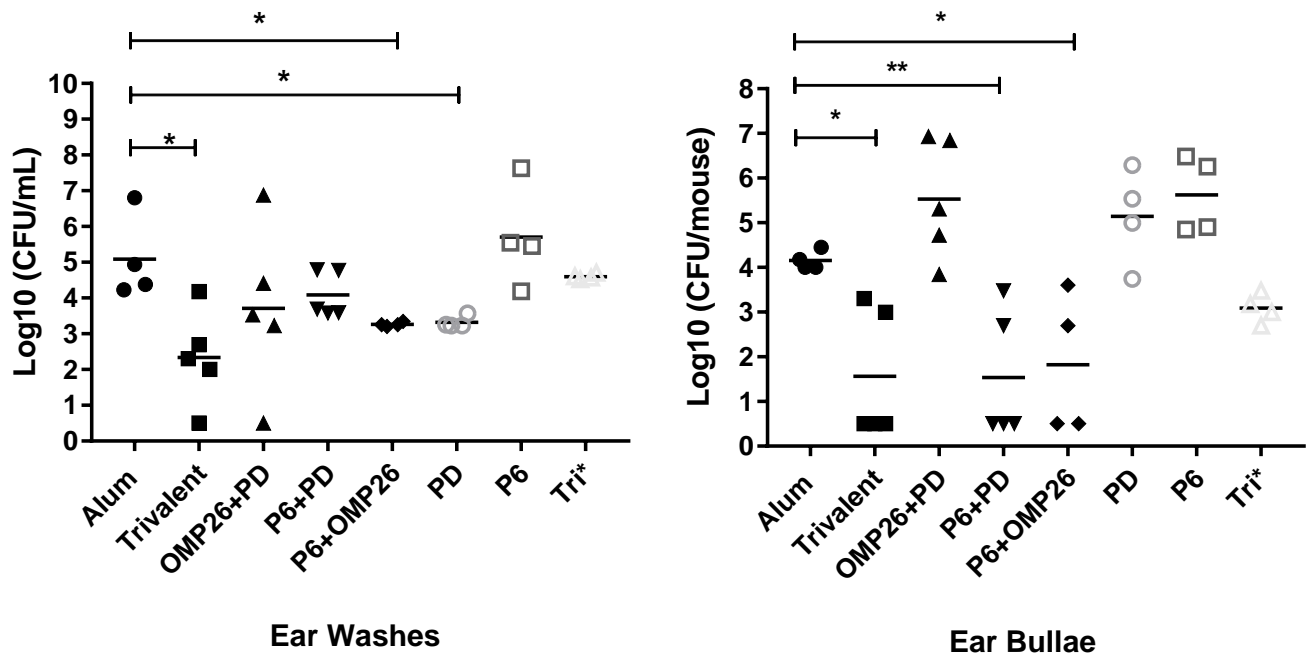 *
*
*
Log10 (CFU/mL)
10
9
8
7
6
5
4
3
2
1
0
Alum
Trivalent
OMP26+PD
P6+PD
P6+OMP26
PD
P6
Tri*
Ear Washes
*
**
*
Log10 (CFU/mouse)
8
7
6
5
4
3
2
1
0
Alum
Trivalent
OMP26+PD
P6+PD
P6+OMP26
PD
P6
Tri*
Ear Bullae